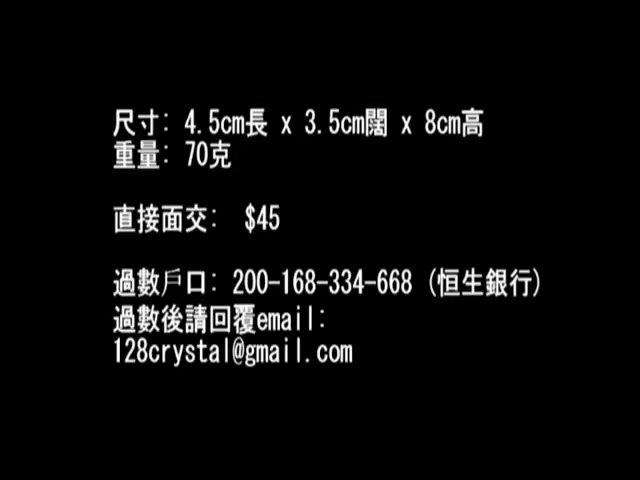 尺寸: 4.5cm長 x 3.5cm闊 x 8cm高
重量: 70克
直接面交: $45
過數戶口: 200-168-334-668 (恒生銀行)
過數後請回覆email:
128crystal@gmail.com